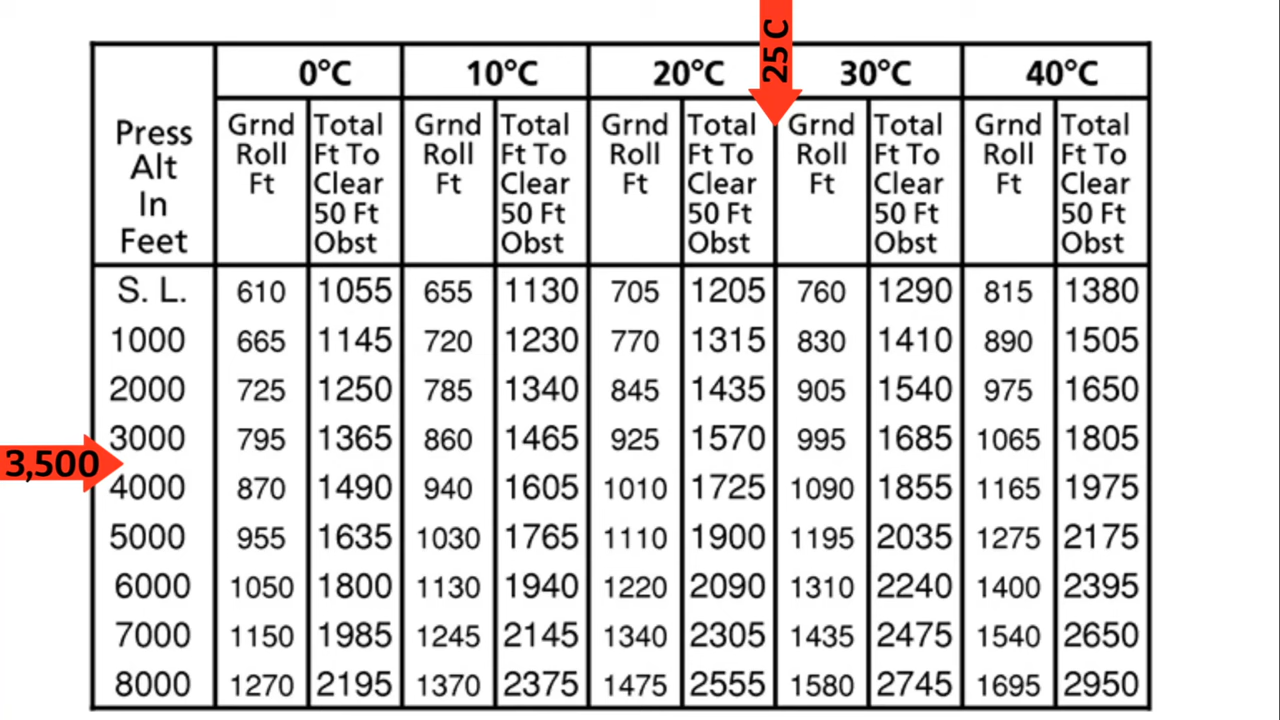 25 C
0°C 10°C 20°C 30°C 40°C
Press Alt In Feet
Grnd Roll Ft
Total Ft To Clear 50 Ft Obst
Grnd Roll Ft
Total Ft To Clear 50 Ft Obst
Grnd Roll Ft
Total Ft To Clear 50 Ft Obst
Grnd Roll Ft
Total Ft To Clear 50 Ft Obst
Grnd Roll Ft
Total Ft To Clear 50 Ft Obst
S. L. 610 1055 655 1130 705 1205 760 1290 815 1380
1000 665 1145 720 1230 770 1315 830 1410 890 1505
2000 725 1250 785 1340 845 1435 905 1540 975 1650
3000 795 1365 860 1465 925 1570 995 1685 1065 1805
3,500
4000 870 1490 940 1605 1010 1725 1090 1855 1165 1975
5000 955 1635 1030 1765 1110 1900 1195 2035 1275 2175
6000 1050 1800 1130 1940 1220 2090 1310 2240 1400 2395
7000 1150 1985 1245 2145 1340 2305 1435 2475 1540 2650
8000 1270 2195 1370 2375 1475 2555 1580 2745 1695 2950